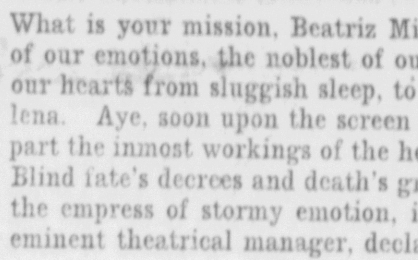 What is your mission, Beatriz Mi
of our emotions, the noblest of ou
our hearts from sluggish sleep, to
lena. Aye, soon upon the screen
part the inmost workings of the he
Blind fate's decrees and death's gr
the empress of stormy emotion, i
eminent theatrical manager, decla